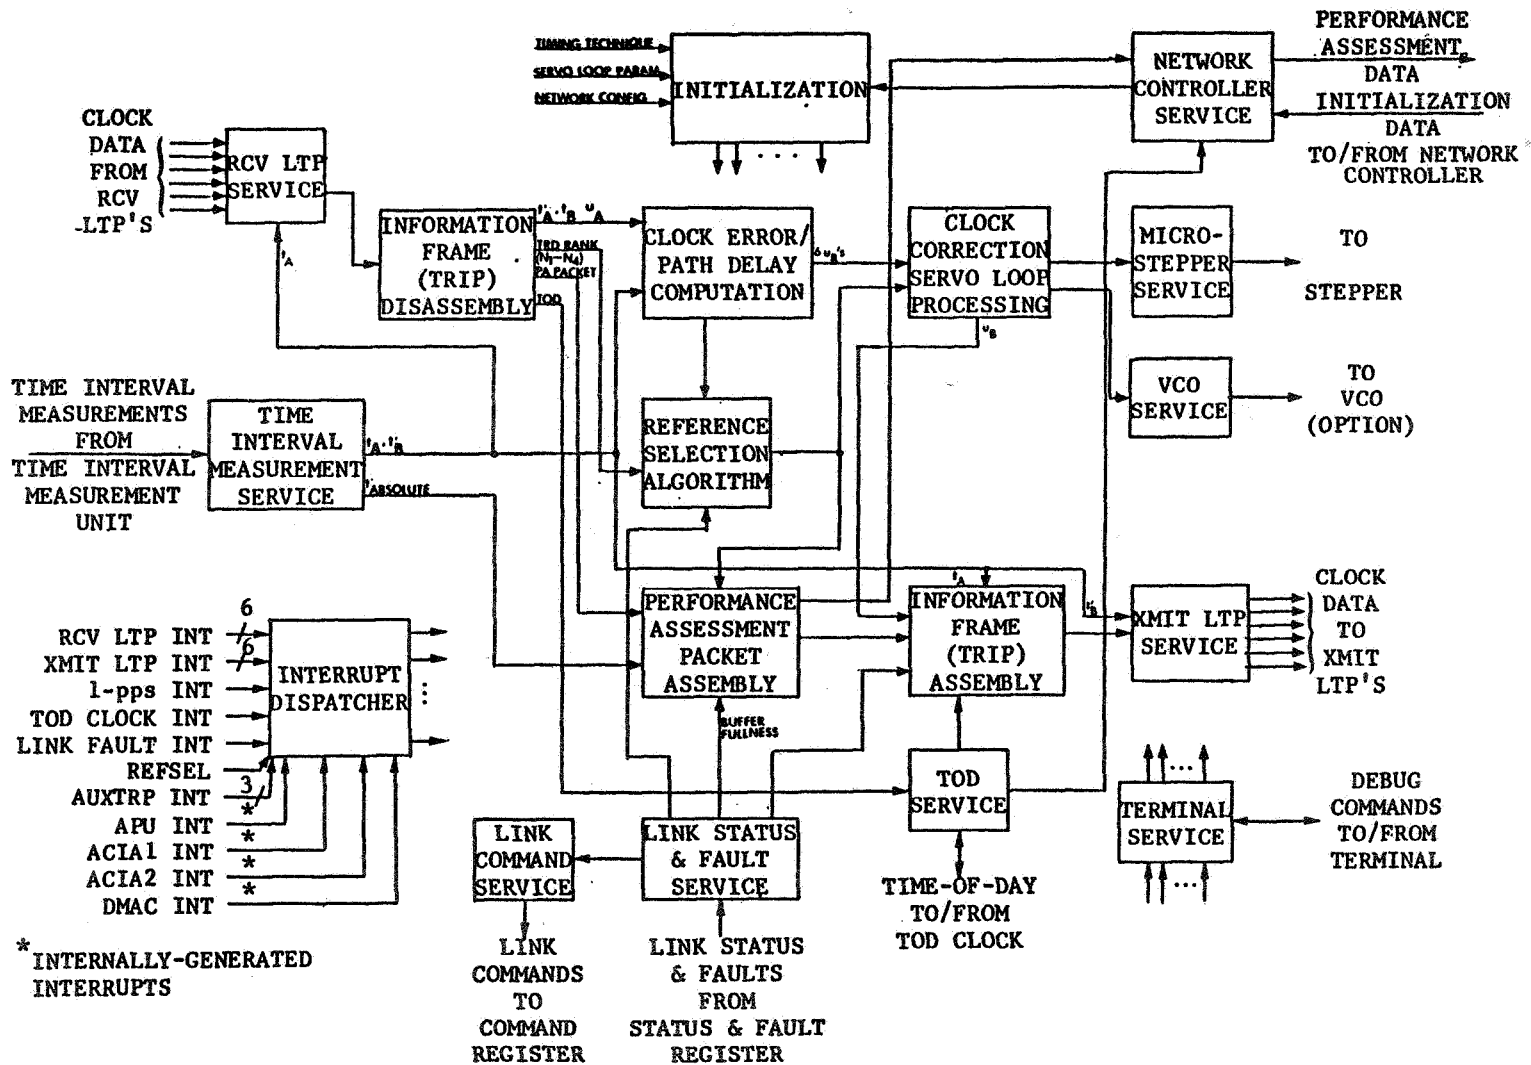 TIMING TECHNIQUE
SERVO LOOP PARAM
NETWORK CONFIG
INITIALIZATION
. . .
NETWORK
CONTROLLER
SERVICE
PERFORMANCE
ASSESSMENT
DATA
INITIALIZATION
DATA
TO/FROM NETWORK
CONTROLLER
CLOCK
DATA
FROM
RCV
LTP'S
RCV LTP
SERVICE
INFORMATION
FRAME
(TRIP)
DISASSEMBLY
TRD RANK
(N1-N4)
PA PACKET
TOD
CLOCK ERROR/
PATH DELAY
COMPUTATION
CLOCK
CORRECTION
SERVO LOOP
PROCESSING
MICRO-
STEPPER
SERVICE
TO
STEPPER
VCO
SERVICE
TO
VCO
(OPTION)
TIME INTERVAL
MEASUREMENTS
FROM
TIME INTERVAL
MEASUREMENT
UNIT
TIME
INTERVAL
MEASUREMENT
SERVICE
ABSOLUTE
REFERENCE
SELECTION
ALGORITHM
PERFORMANCE
ASSESSMENT
PACKET
ASSEMBLY
BUFFER
FULLNESS
INFORMATION
FRAME
(TRIP)
ASSEMBLY
XMIT LTP
SERVICE
CLOCK
DATA
TO
XMIT
LTP'S
RCV LTP INT
6
XMIT LTP INT
6
1-pps INT
TOD CLOCK INT
LINK FAULT INT
REFSEL
AUXTRP INT
3
APU INT
*
ACIA1 INT
*
ACIA2 INT
*
DMAC INT
*
INTERRUPT
DISPATCHER
*INTERNALLY-GENERATED
INTERRUPTS
LINK
COMMAND
SERVICE
LINK
COMMANDS
TO
COMMAND
REGISTER
LINK STATUS
& FAULT
SERVICE
LINK STATUS
& FAULTS
FROM
STATUS & FAULT
REGISTER
TOD
SERVICE
TIME-OF-DAY
TO/FROM
TOD CLOCK
...
TERMINAL
SERVICE
...
DEBUG
COMMANDS
TO/FROM
TERMINAL